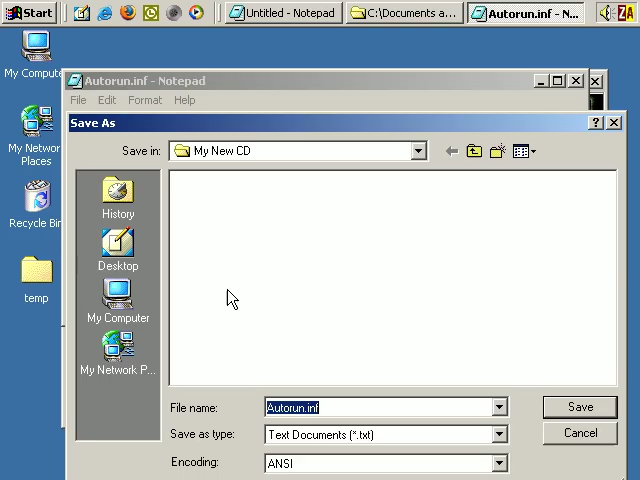 Start
Untitled - Notepad
C:\Documents a...
Autorun.inf - N...
ZA
My Compute
My Network
Places
Recycle Bin
temp
Autorun.inf - Notepad
File Edit Format Help
Save As
Save in: My New CD
History
Desktop
My Computer
My Network P...
File name: Autorun.inf
Save
Save as type: Text Documents (*.txt)
Cancel
Encoding: ANSI